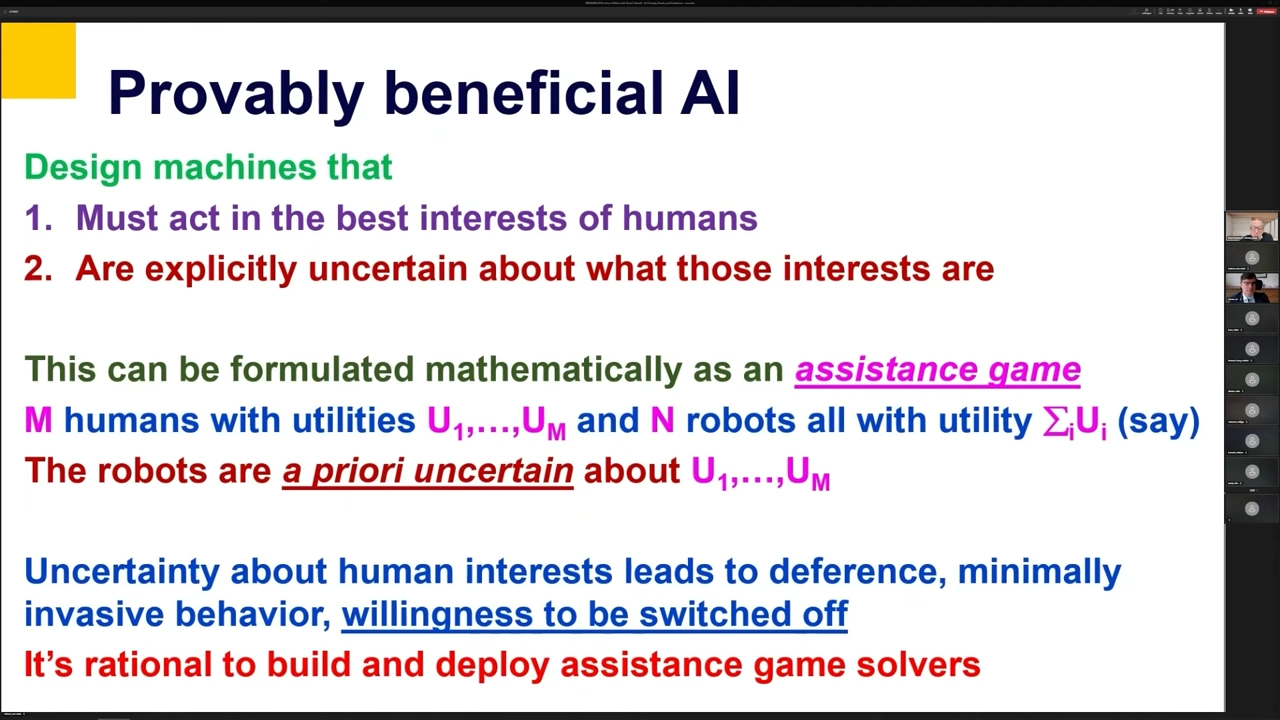 Provably beneficial AI
Design machines that
1. Must act in the best interests of humans
2. Are explicitly uncertain about what those interests are
This can be formulated mathematically as an assistance game
M humans with utilities U₁,…,U_M and N robots all with utility ∑ᵢUᵢ (say)
The robots are a priori uncertain about U₁,…,U_M
Uncertainty about human interests leads to deference, minimally
invasive behavior, willingness to be switched off
It’s rational to build and deploy assistance game solvers